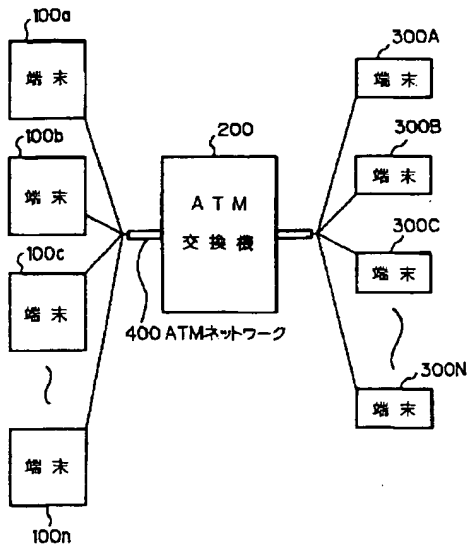 100a
端末
100b
端末
100c
端末
端末
100n
200
ATM
交換機
400 ATMネットワーク
300A
端末
300B
端末
300C
端末
300N
端末